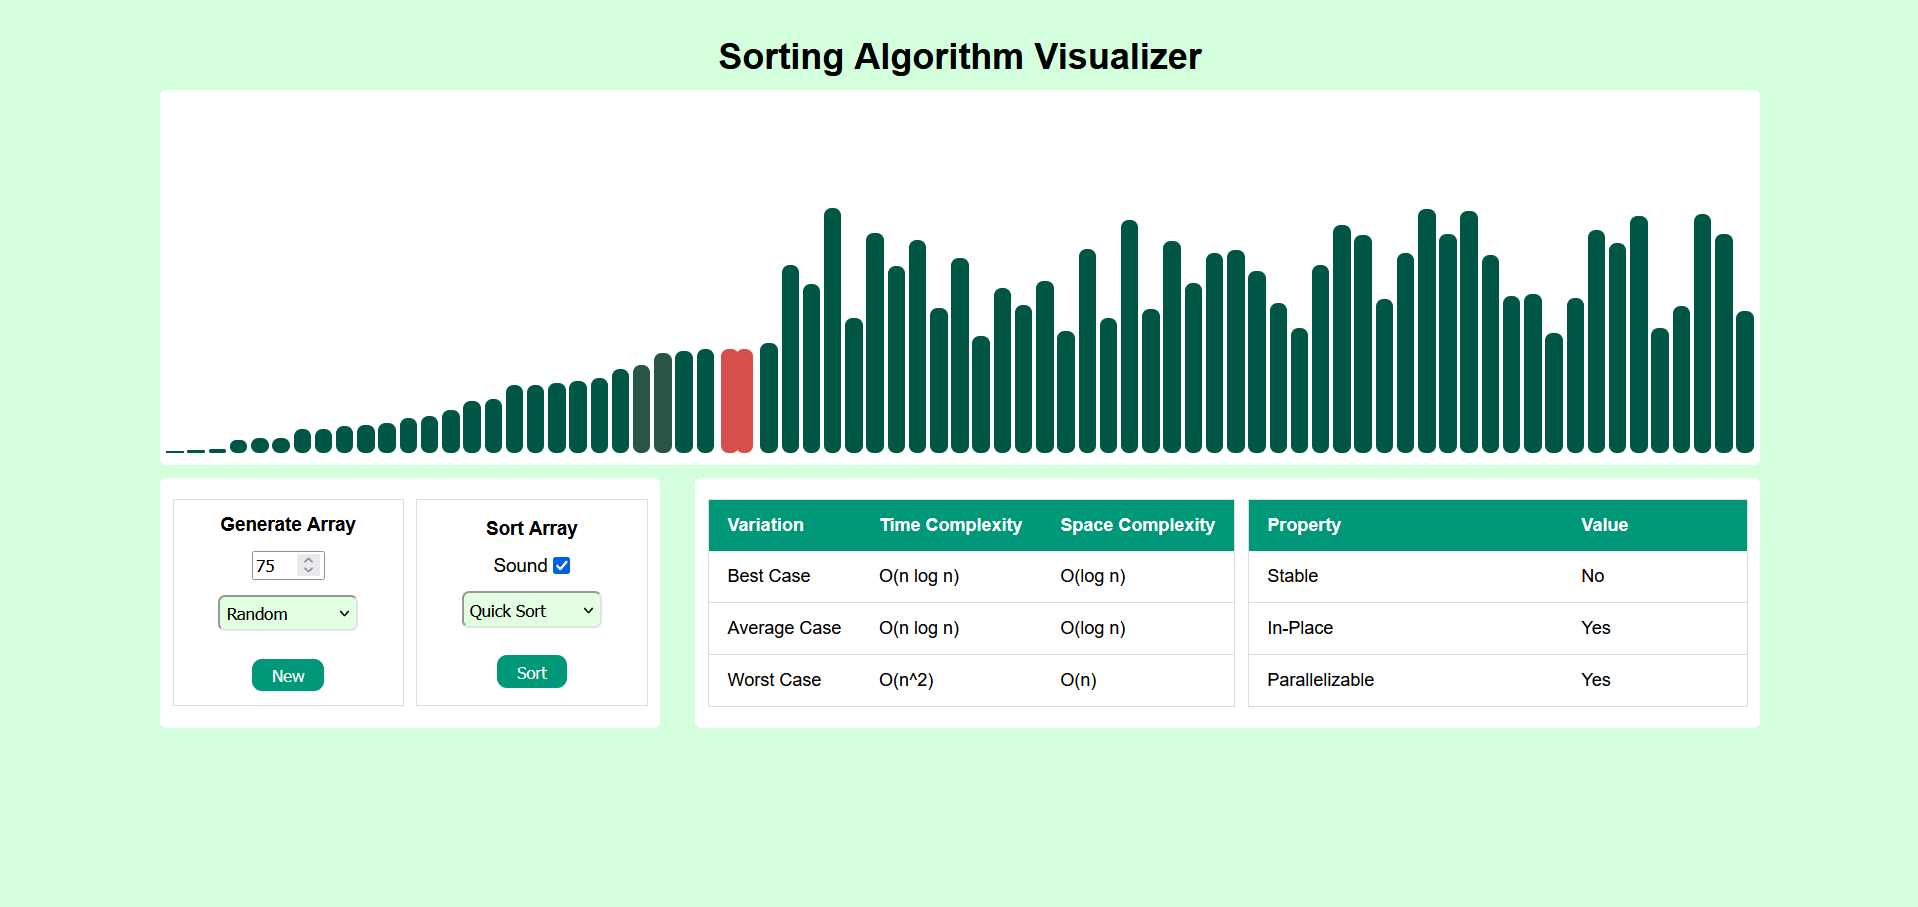 Sorting Algorithm Visualizer
Generate Array
75
Random
New
Sort Array
Sound
Quick Sort
Sort
Variation Time Complexity Space Complexity
Best Case O(n log n) O(log n)
Average Case O(n log n) O(log n)
Worst Case O(n^2) O(n)
Property Value
Stable No
In-Place Yes
Parallelizable Yes